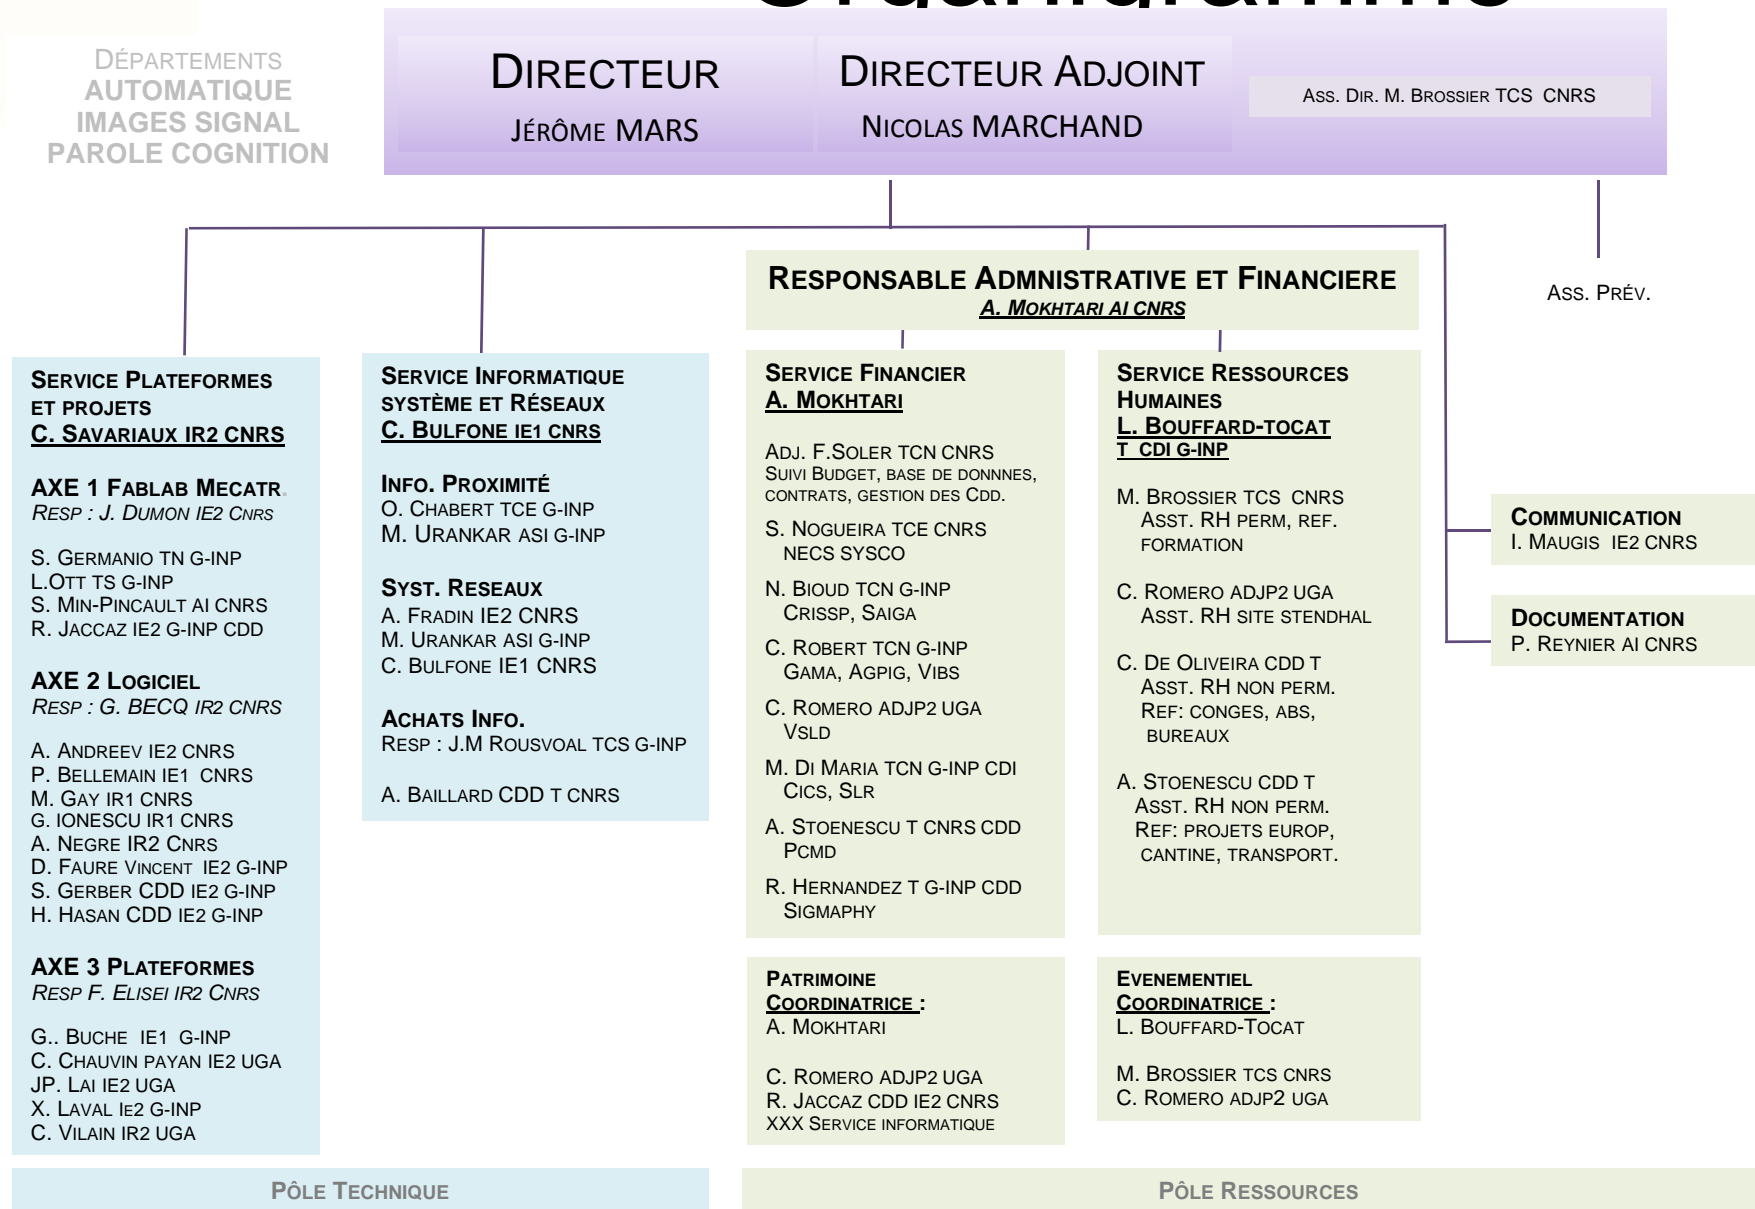 Organigramme
DÉPARTEMENTS
AUTOMATIQUE
IMAGES SIGNAL
PAROLE COGNITION
DIRECTEUR
JÉRÔME MARS
DIRECTEUR ADJOINT
NICOLAS MARCHAND
ASS. DIR. M. BROSSIER TCS CNRS
RESPONSABLE ADMNISTRATIVE ET FINANCIERE
A. MOKHTARI AI CNRS
ASS. PRÉV.
SERVICE PLATEFORMES
ET PROJETS
C. SAVARIAUX IR2 CNRS
AXE 1 FABLAB MECATR.
RESP : J. DUMON IE2 CNRS
S. GERMANIO TN G-INP
L.OTT TS G-INP
S. MIN-PINCAULT AI CNRS
R. JACCAZ IE2 G-INP CDD
AXE 2 LOGICIEL
RESP : G. BECQ IR2 CNRS
A. ANDREEV IE2 CNRS
P. BELLEMAIN IE1 CNRS
M. GAY IR1 CNRS
G. IONESCU IR1 CNRS
A. NEGRE IR2 CNRS
D. FAURE VINCENT IE2 G-INP
S. GERBER CDD IE2 G-INP
H. HASAN CDD IE2 G-INP
AXE 3 PLATEFORMES
RESP F. ELISEI IR2 CNRS
G.. BUCHE IE1 G-INP
C. CHAUVIN PAYAN IE2 UGA
JP. LAI IE2 UGA
X. LAVAL IE2 G-INP
C. VILAIN IR2 UGA
SERVICE INFORMATIQUE
SYSTÈME ET RÉSEAUX
C. BULFONE IE1 CNRS
INFO. PROXIMITÉ
O. CHABERT TCE G-INP
M. URANKAR ASI G-INP
SYST. RESEAUX
A. FRADIN IE2 CNRS
M. URANKAR ASI G-INP
C. BULFONE IE1 CNRS
ACHATS INFO.
RESP : J.M ROUSVOAL TCS G-INP
A. BAILLARD CDD T CNRS
SERVICE FINANCIER
A. MOKHTARI
ADJ. F.SOLER TCN CNRS
SUIVI BUDGET, BASE DE DONNNES,
CONTRATS, GESTION DES CDD.
S. NOGUEIRA TCE CNRS
NECS SYSCO
N. BIOUD TCN G-INP
CRISSP, SAIGA
C. ROBERT TCN G-INP
GAMA, AGPIG, VIBS
C. ROMERO ADJP2 UGA
VSLD
M. DI MARIA TCN G-INP CDI
CICS, SLR
A. STOENESCU T CNRS CDD
PCMD
R. HERNANDEZ T G-INP CDD
SIGMAPHY
SERVICE RESSOURCES
HUMAINES
L. BOUFFARD-TOCAT
T CDI G-INP
M. BROSSIER TCS CNRS
ASST. RH PERM, REF.
FORMATION
C. ROMERO ADJP2 UGA
ASST. RH SITE STENDHAL
C. DE OLIVEIRA CDD T
ASST. RH NON PERM.
REF: CONGES, ABS,
BUREAUX
A. STOENESCU CDD T
ASST. RH NON PERM.
REF: PROJETS EUROP,
CANTINE, TRANSPORT.
COMMUNICATION
I. MAUGIS IE2 CNRS
DOCUMENTATION
P. REYNIER AI CNRS
PATRIMOINE
COORDINATRICE :
A. MOKHTARI
C. ROMERO ADJP2 UGA
R. JACCAZ CDD IE2 CNRS
XXX SERVICE INFORMATIQUE
EVENEMENTIEL
COORDINATRICE :
L. BOUFFARD-TOCAT
M. BROSSIER TCS CNRS
C. ROMERO ADJP2 UGA
PÔLE TECHNIQUE
PÔLE RESSOURCES